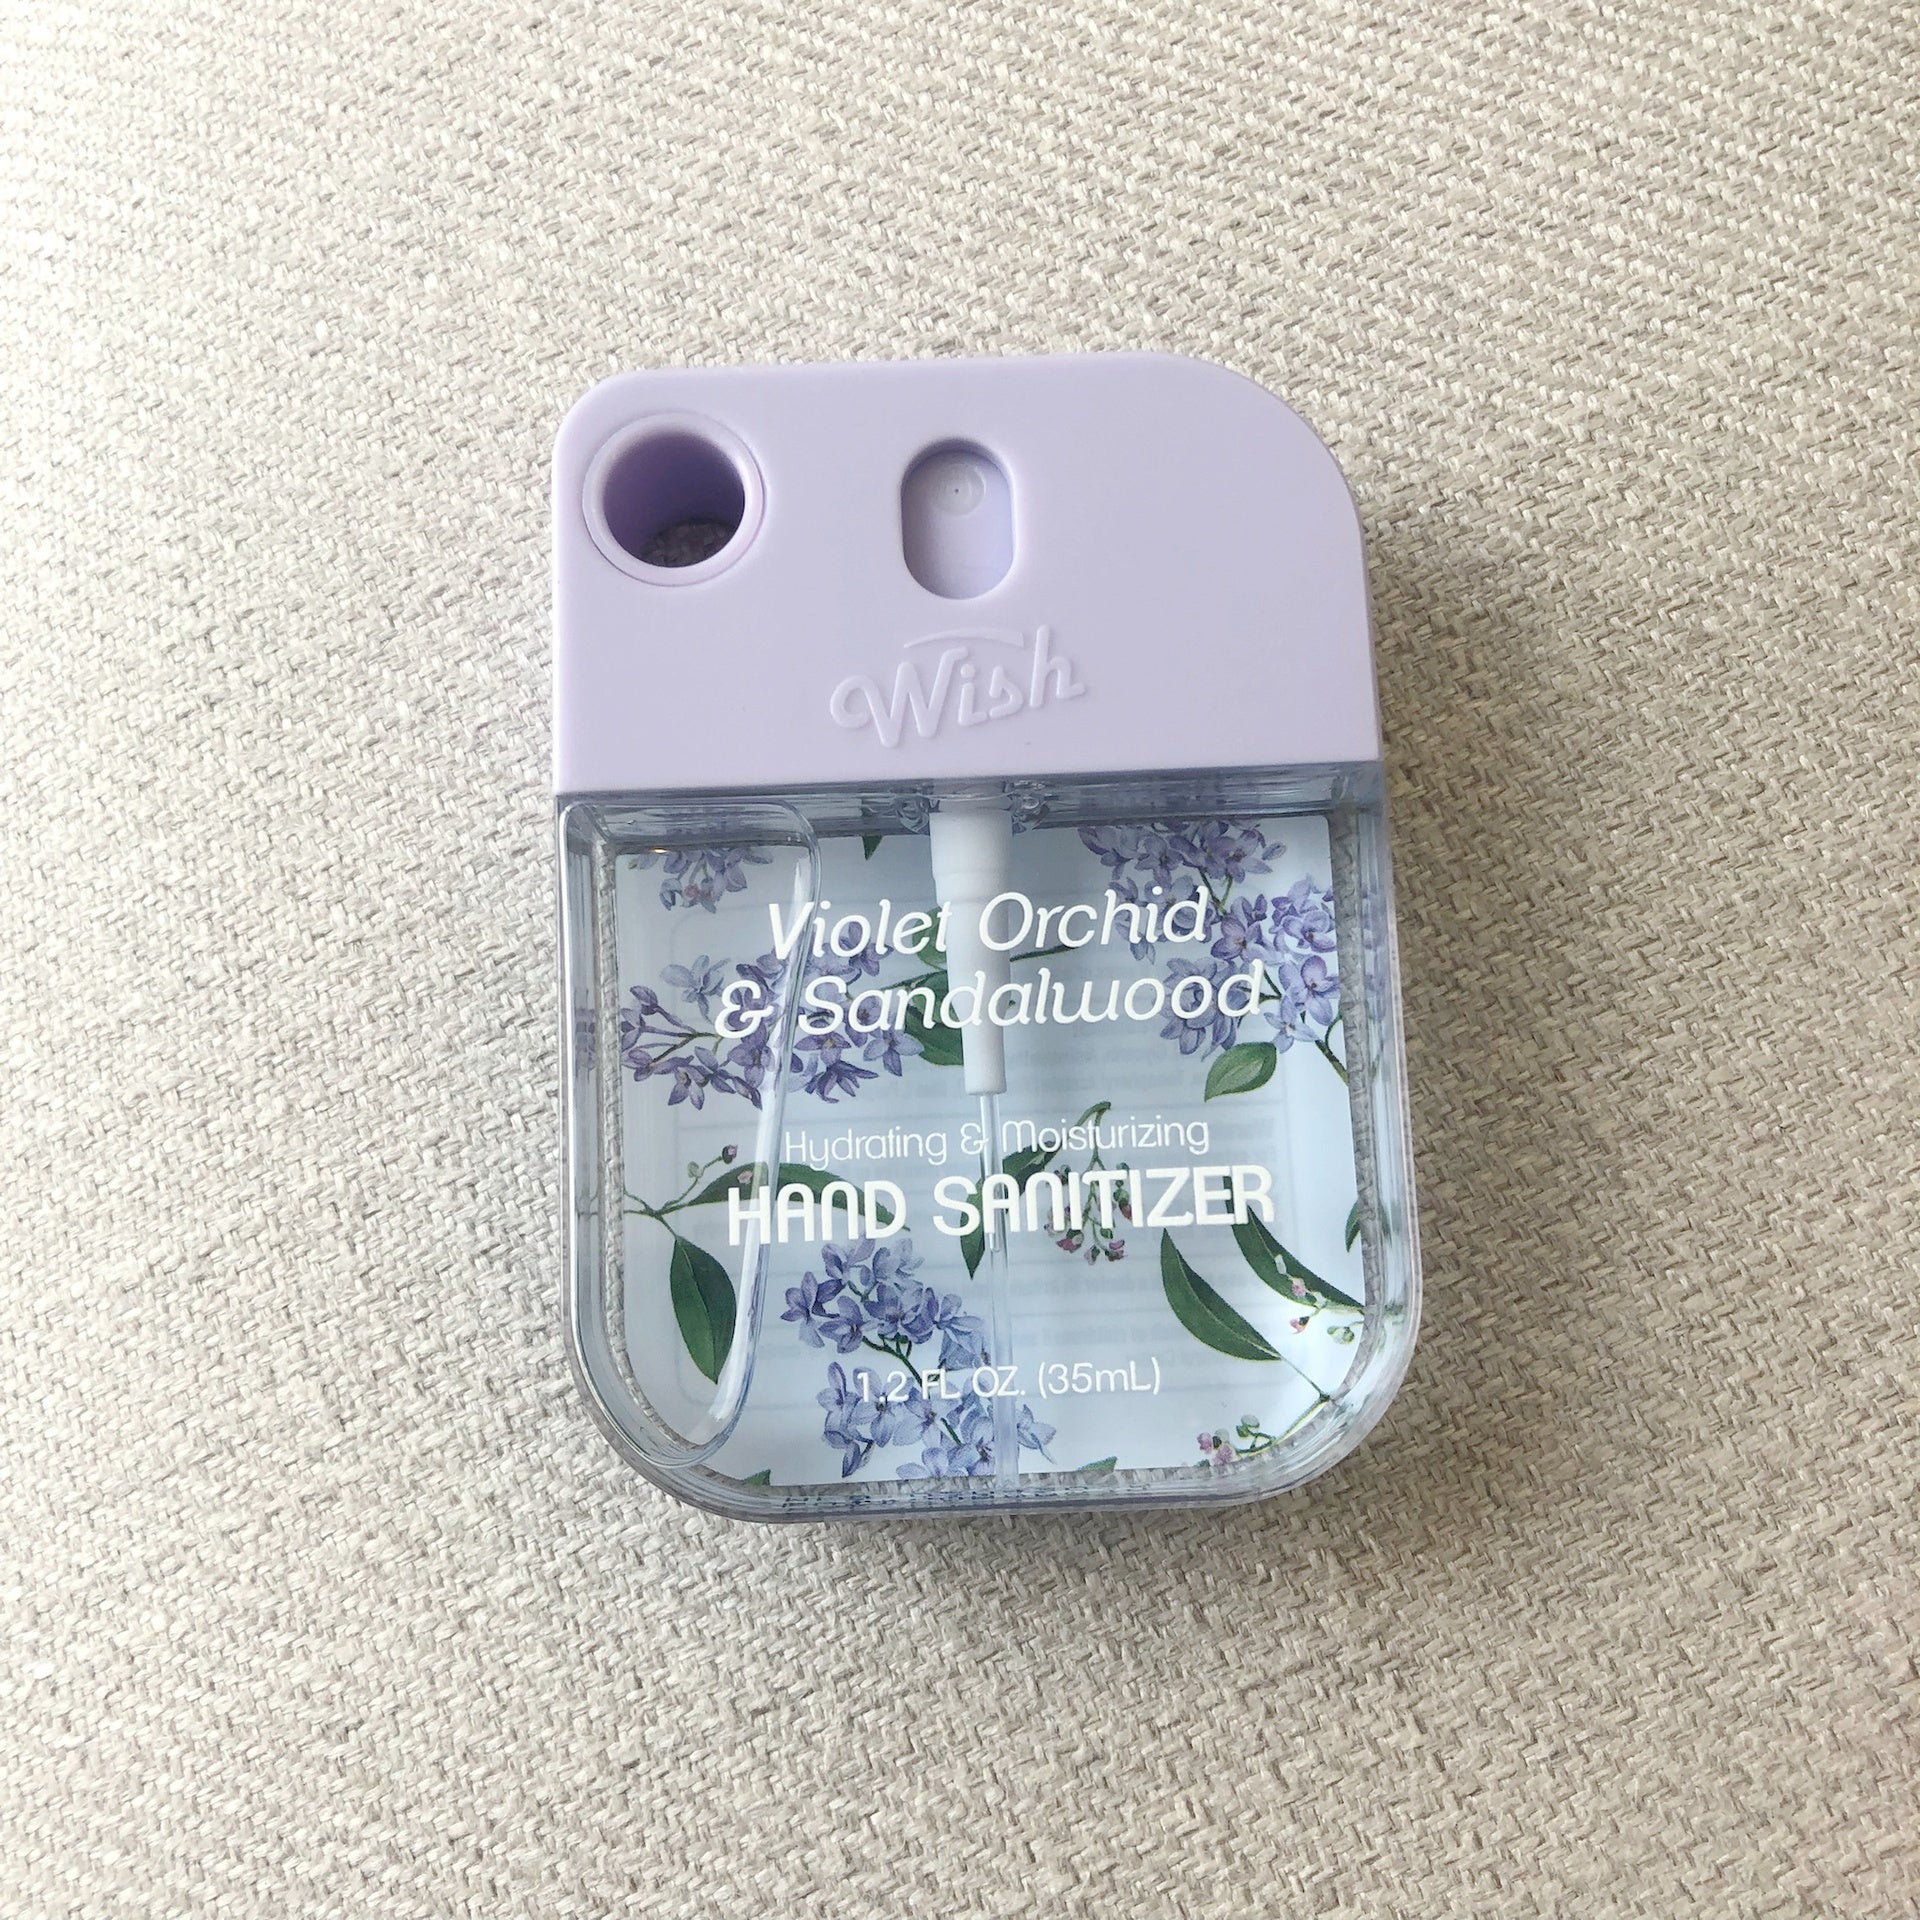 Wish
Violet Orchid
& Sandalwood
Hydrating & Moisturizing
HAND SANITIZER
1.2 FL OZ. (35mL)